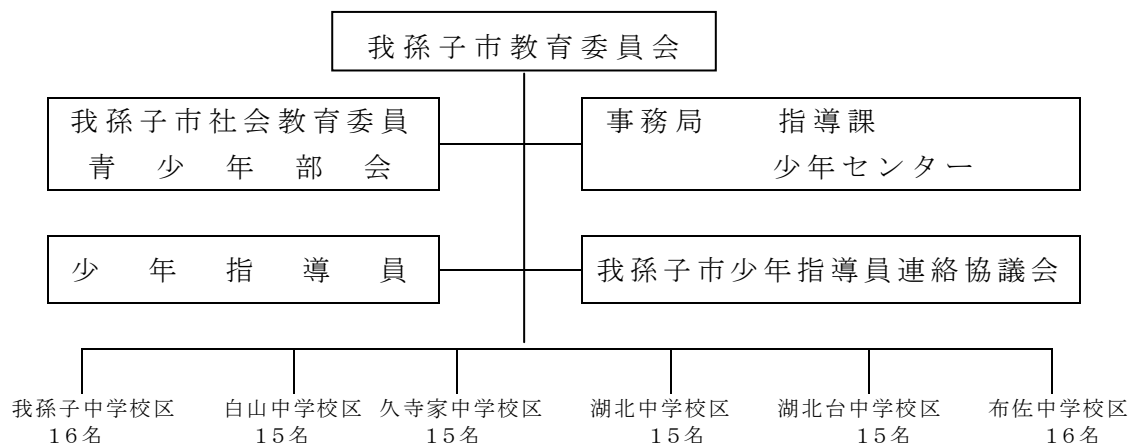 我孫子市教育委員会
我孫子市社会教育委員
青少年部会
事務局　指導課
少年センター
少年指導員
我孫子市少年指導員連絡協議会
我孫子中学校区
16名
白山中学校区
15名
久寺家中学校区
15名
湖北中学校区
15名
湖北台中学校区
15名
布佐中学校区
16名